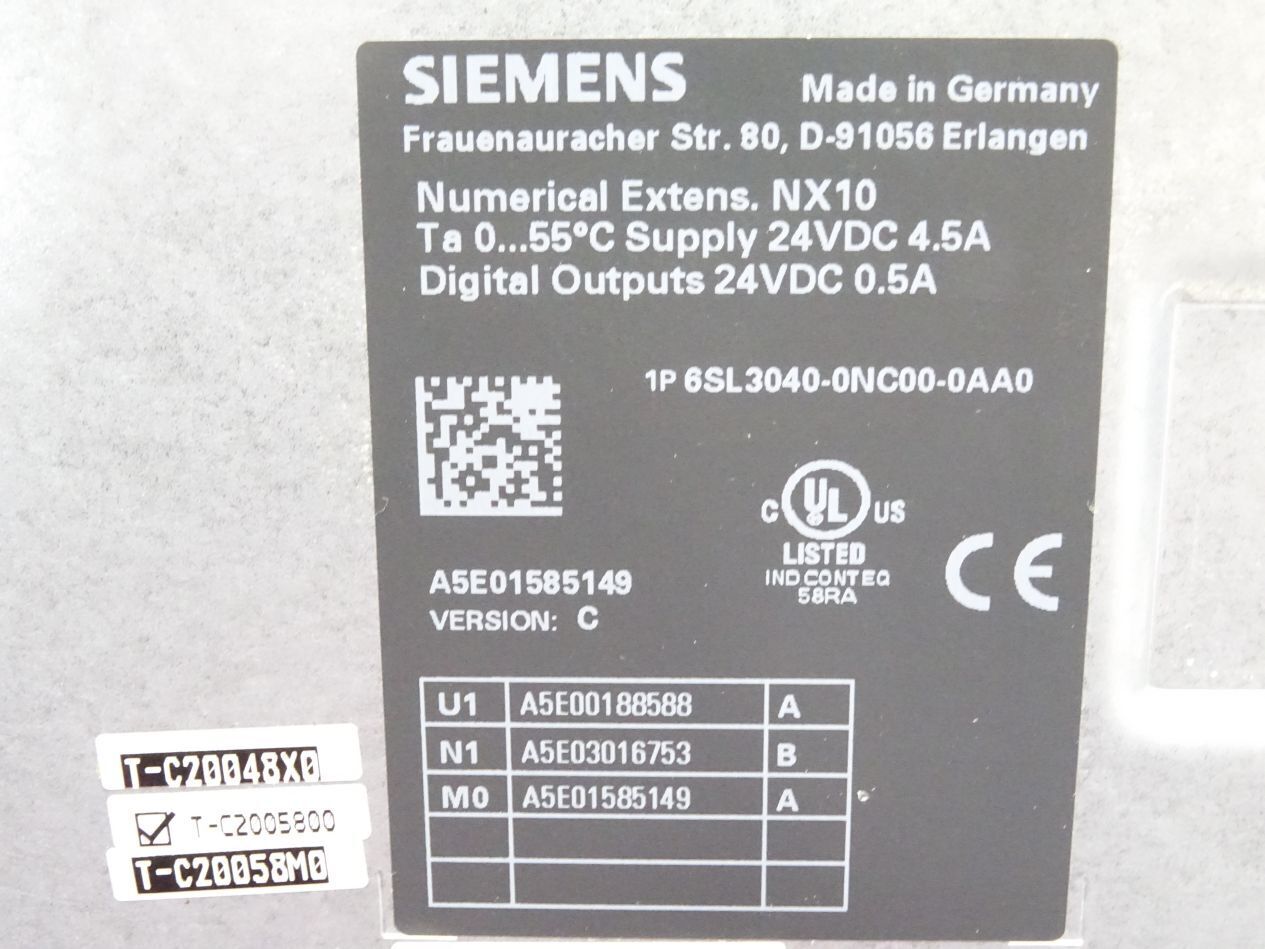 SIEMENS
Made in Germany
Frauenauracher Str. 80, D-91056 Erlangen
Numerical Extens. NX10
Ta 0...55°C Supply 24VDC 4.5A
Digital Outputs 24VDC 0.5A
1P 6SL3040-0NC00-0AA0
C UL US
LISTED
IND CONT EQ
58RA
CE
A5E01585149
VERSION: C
U1 A5E00188588 A
N1 A5E03016753 B
M0 A5E01585149 A
T-C20048X0
T-C2005800
T-C20058M0